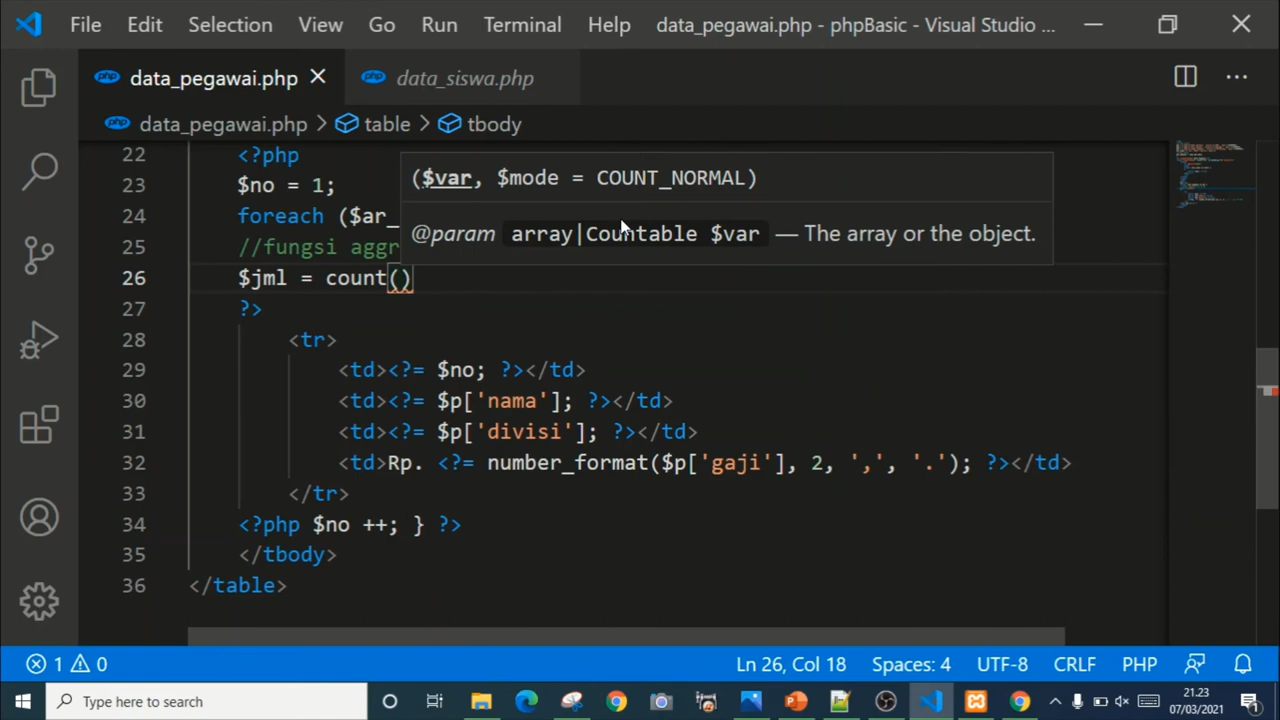 File Edit Selection View Go Run Terminal Help data_pegawai.php - phpBasic - Visual Studio ...
data_pegawai.php data_siswa.php
data_pegawai.php > table > tbody
22 <?php
($var, $mode = COUNT_NORMAL)
23 $no = 1;
24 foreach ($ar_
@param array|Countable $var — The array or the object.
25 //fungsi aggr
26 $jml = count()
27 ?>
28 <tr>
29 <td><?= $no; ?></td>
30 <td><?= $p['nama']; ?></td>
31 <td><?= $p['divisi']; ?></td>
32 <td>Rp. <?= number_format($p['gaji'], 2, ',', '.'); ?></td>
33 </tr>
34 <?php $no ++; } ?>
35 </tbody>
36 </table>
1 0 Ln 26, Col 18 Spaces: 4 UTF-8 CRLF PHP
Type here to search
21.23
07/03/2021
1